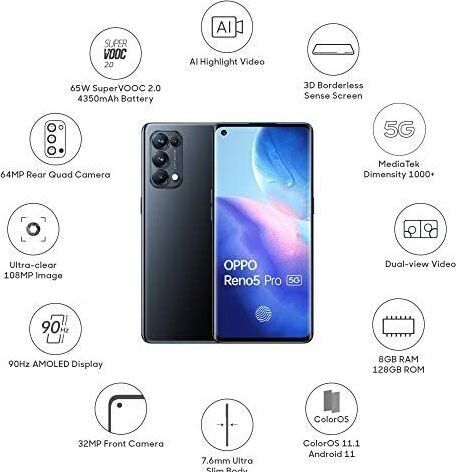 AI
AI Highlight Video
SUPER
VOOC
2.0
65W SuperVOOC 2.0
4350mAh Battery
3D Borderless
Sense Screen
5G
MediaTek
Dimensity 1000+
64MP Rear Quad Camera
Ultra-clear
108MP Image
Dual-view Video
OPPO
Reno5 Pro 5G
90Hz
90Hz AMOLED Display
8GB RAM
128GB ROM
32MP Front Camera
7.6mm Ultra
Slim Body
ColorOS
ColorOS 11.1
Android 11